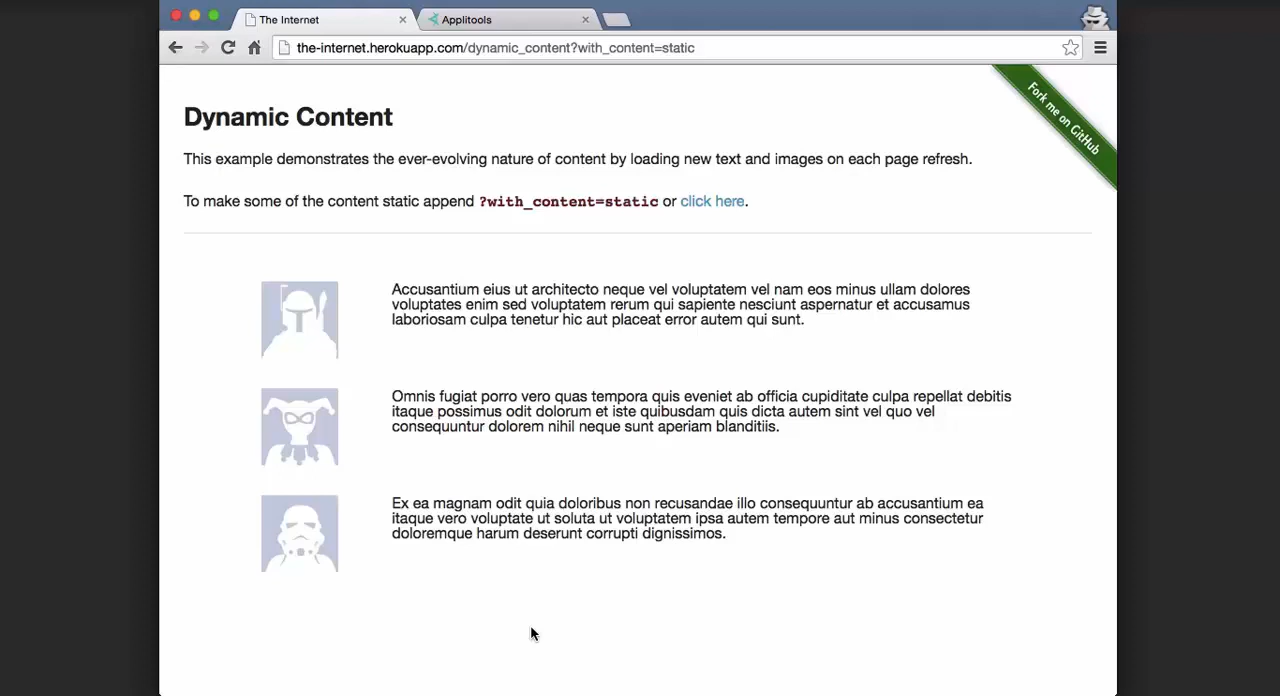 The Internet
Applitools
the-internet.herokuapp.com/dynamic_content?with_content=static
Fork me on GitHub
Dynamic Content
This example demonstrates the ever-evolving nature of content by loading new text and images on each page refresh.
To make some of the content static append ?with_content=static or click here.
Accusantium eius ut architecto neque vel voluptatem vel nam eos minus ullam dolores
voluptates enim sed voluptatem rerum qui sapiente nesciunt aspernatur et accusamus
laboriosam culpa tenetur hic aut placeat error autem qui sunt.
Omnis fugiat porro vero quas tempora quis eveniet ab officia cupiditate culpa repellat debitis
itaque possimus odit dolorum et iste quibusdam quis dicta autem sint vel quo vel
consequuntur dolorem nihil neque sunt aperiam blanditiis.
Ex ea magnam odit quia doloribus non recusandae illo consequuntur ab accusantium ea
itaque vero voluptate ut soluta ut voluptatem ipsa autem tempore aut minus consectetur
doloremque harum deserunt corrupti dignissimos.